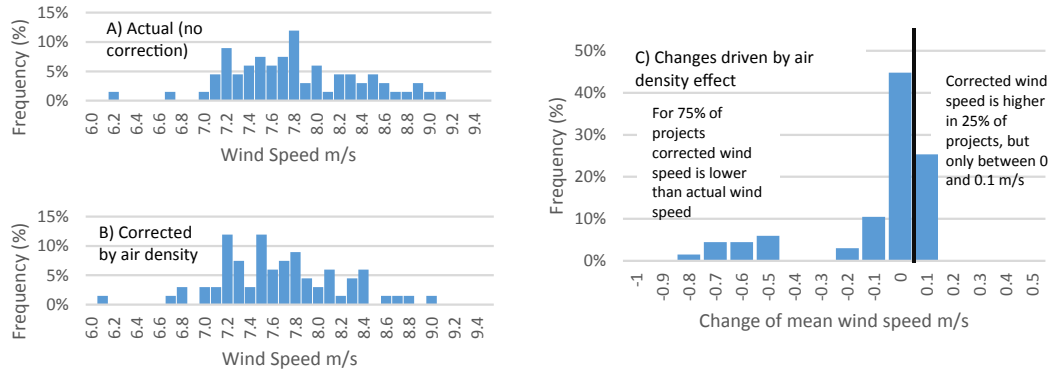 15%
10%
5%
0%
Frequency (%)
A) Actual (no
correction)
6.0
6.2
6.4
6.6
6.8
7.0
7.2
7.4
7.6
7.8
8.0
8.2
8.4
8.6
8.8
9.0
9.2
9.4
Wind Speed m/s
15%
10%
5%
0%
Frequency (%)
B) Corrected
by air density
6.0
6.2
6.4
6.6
6.8
7.0
7.2
7.4
7.6
7.8
8.0
8.2
8.4
8.6
8.8
9.0
9.2
9.4
Wind Speed m/s
50%
40%
30%
20%
10%
0%
Frequency (%)
C) Changes driven by air
density effect
For 75% of
projects
corrected wind
speed is lower
than actual wind
speed
Corrected wind
speed is higher
in 25% of
projects, but
only between 0
and 0.1 m/s
-1
-0.9
-0.8
-0.7
-0.6
-0.5
-0.4
-0.3
-0.2
-0.1
0
0.1
0.2
0.3
0.4
0.5
Change of mean wind speed m/s